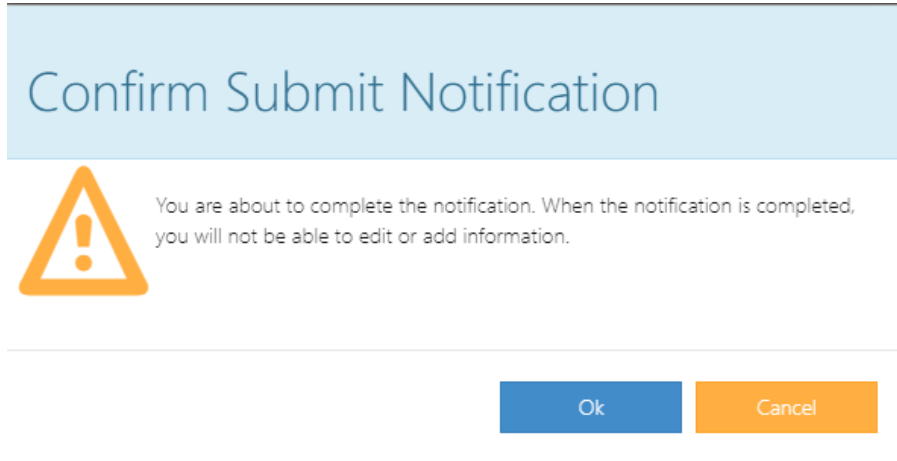 Confirm Submit Notification
You are about to complete the notification. When the notification is completed,
you will not be able to edit or add information.
Ok
Cancel